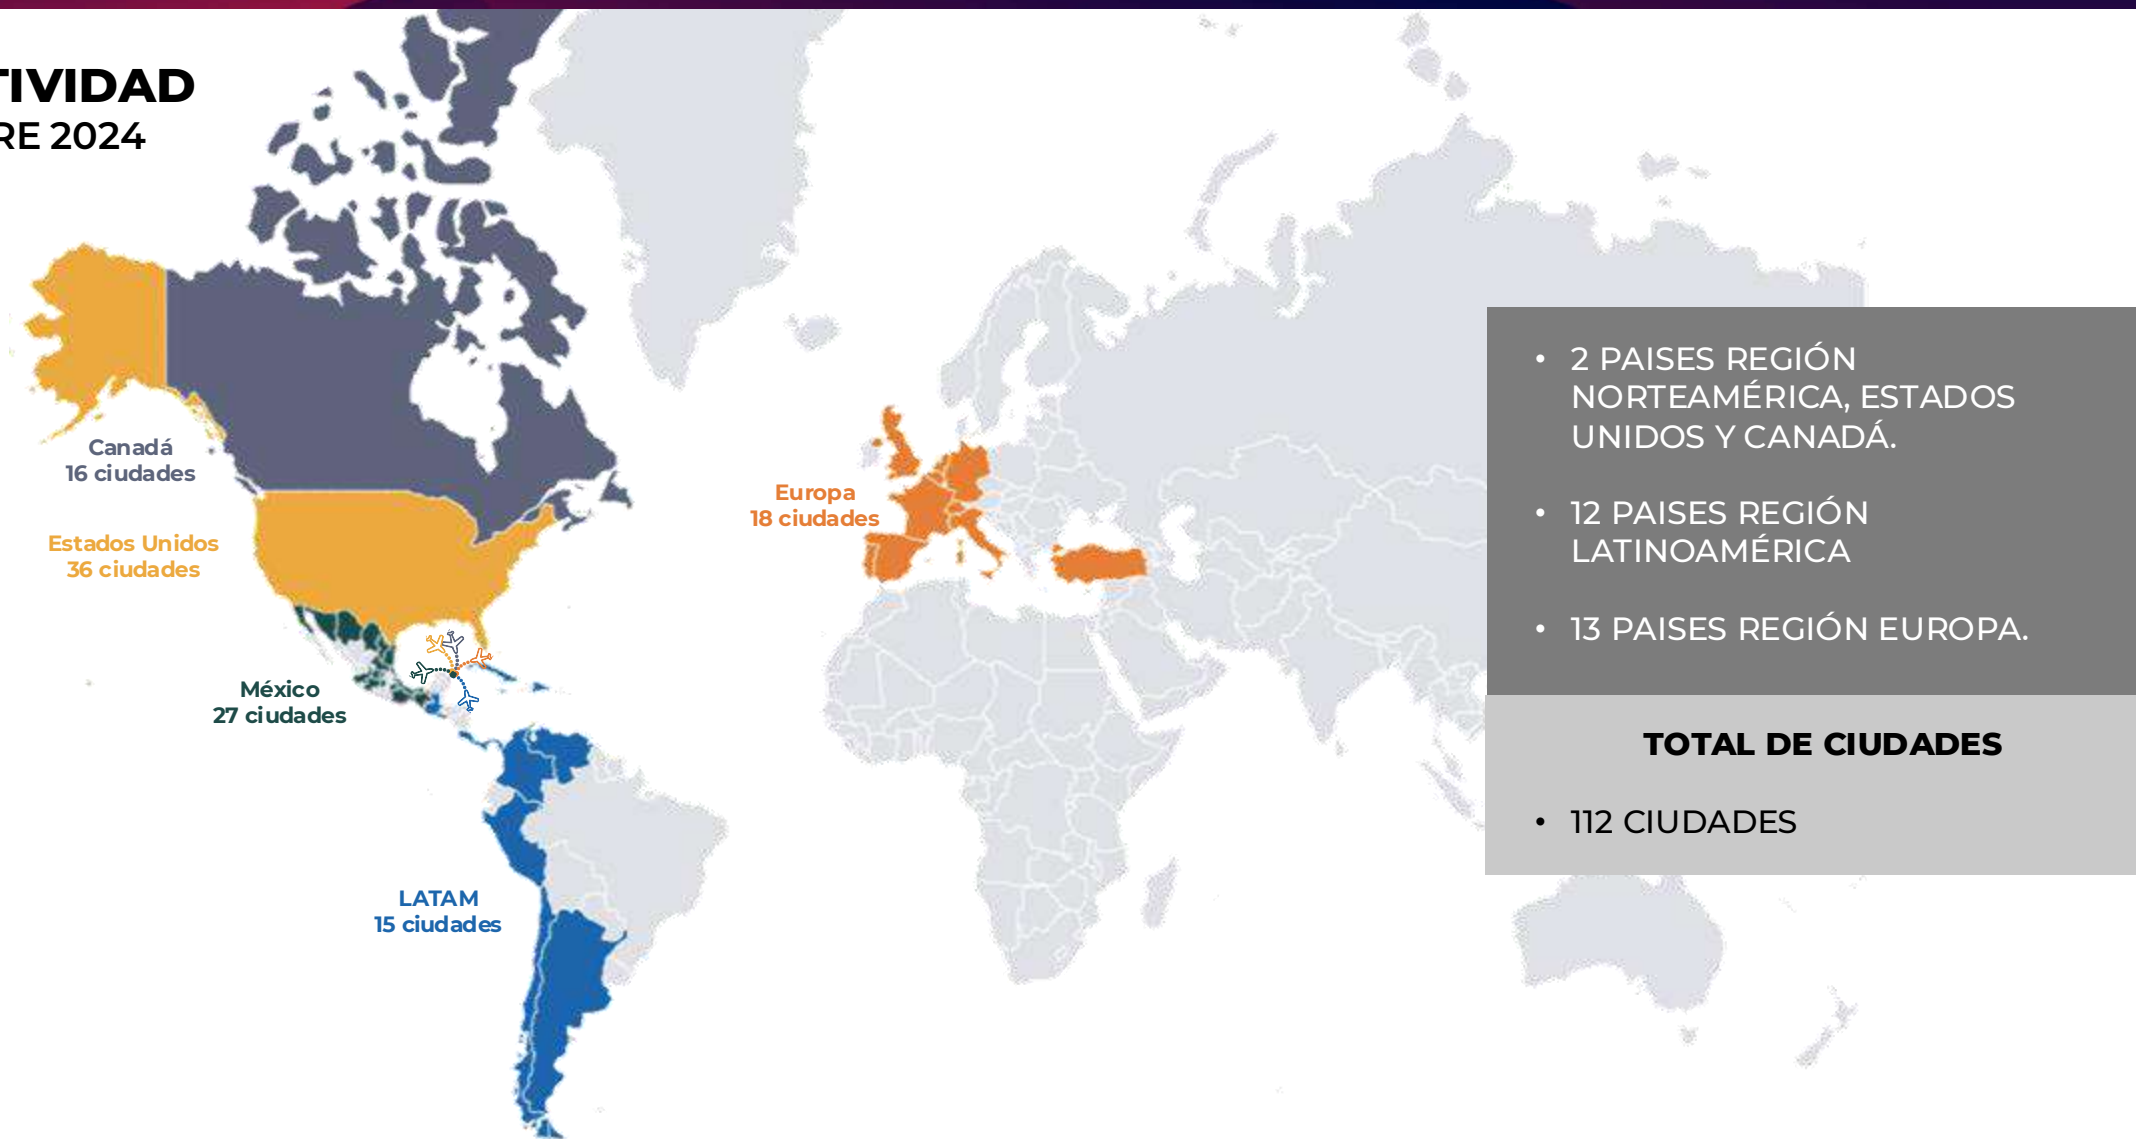 TIVIDAD
RE 2024
Canadá
16 ciudades
Estados Unidos
36 ciudades
México
27 ciudades
LATAM
15 ciudades
Europa
18 ciudades
• 2 PAISES REGIÓN
NORTEAMÉRICA, ESTADOS
UNIDOS Y CANADÁ.
• 12 PAISES REGIÓN
LATINOAMÉRICA
• 13 PAISES REGIÓN EUROPA.
TOTAL DE CIUDADES
• 112 CIUDADES